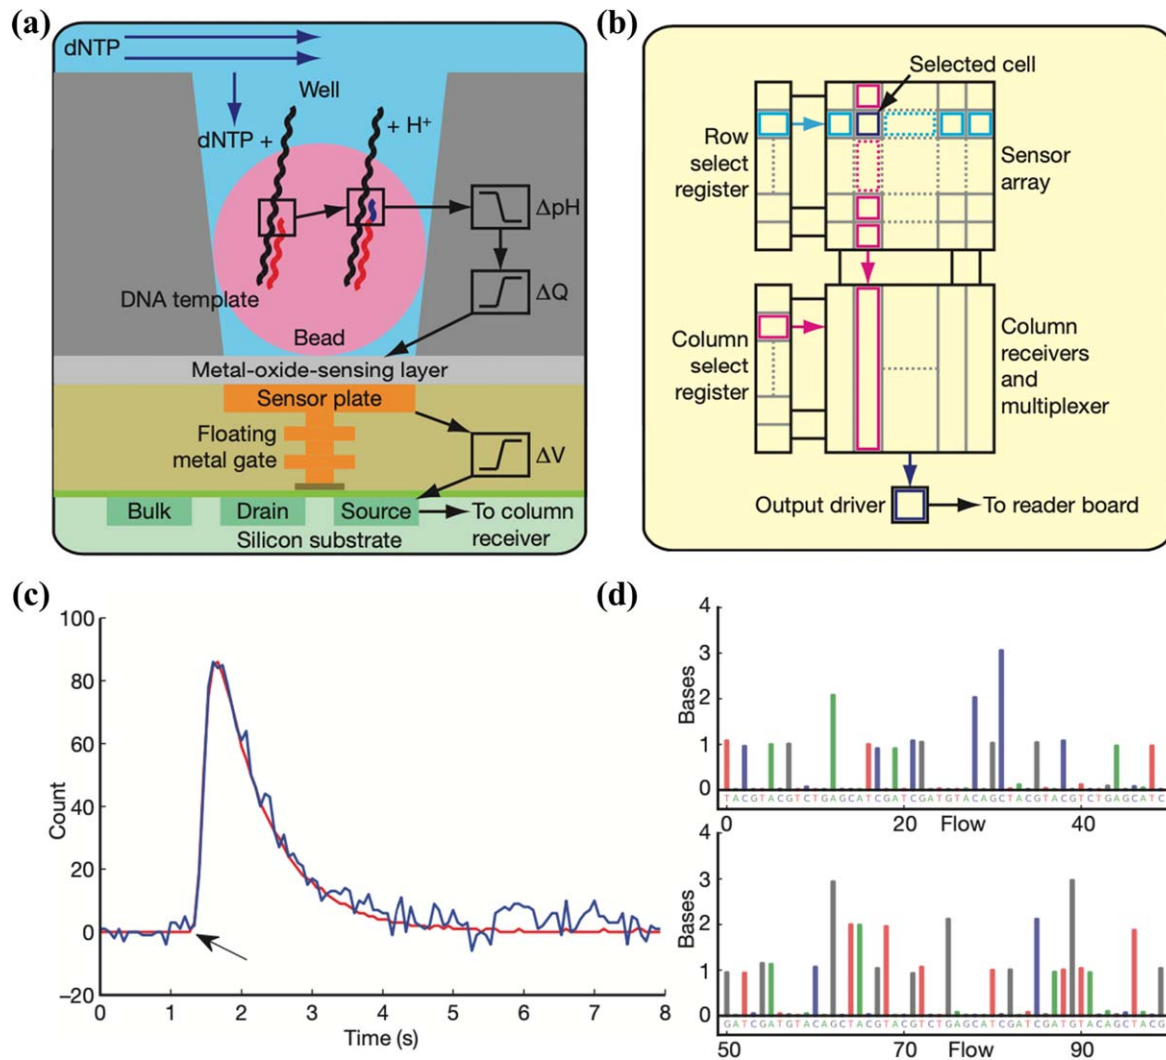 (a)
dNTP
Well
dNTP +
+ H⁺
ΔpH
ΔQ
DNA template
Bead
Metal-oxide-sensing layer
Sensor plate
Floating
metal gate
ΔV
Bulk
Drain
Source
To column
receiver
Silicon substrate
(b)
Selected cell
Row
select
register
Sensor
array
Column
select
register
Column
receivers
and
multiplexer
Output driver
To reader board
(c)
100
80
60
40
20
0
−20
Count
0 1 2 3 4 5 6 7 8
Time (s)
(d)
4
3
2
1
0
Bases
TACGTACGTCTGAGCATCGATCGATGTACAGCTACGTACGTCTGAGCATC
0 20 Flow 40
4
3
2
1
0
Bases
GATCGATGTACAGCTACGTACGTCTGAGCATCGATCGATGTACAGCTACG
50 70 Flow 90